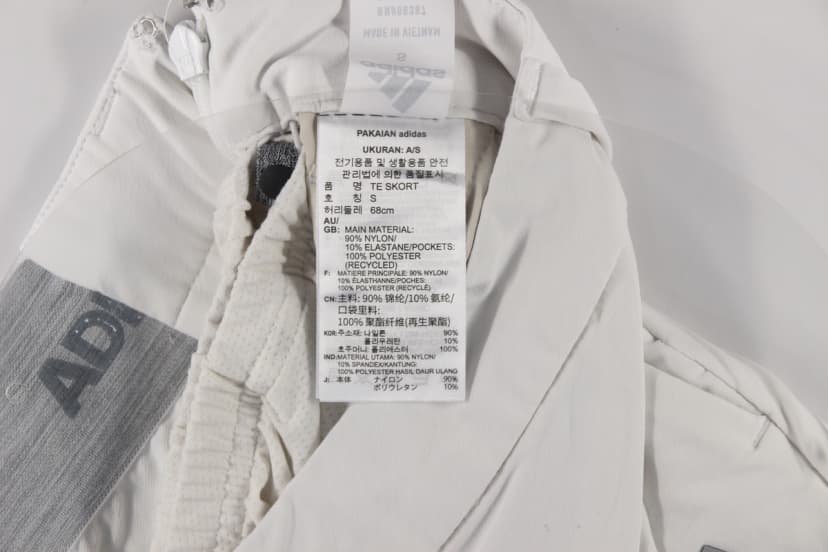 MADE IN VIETNAM
S
adidas
PAKAIAN adidas
UKURAN: A/S
전기용품 및 생활용품 안전
관리법에 의한 품질표시
품 명 TE SKORT
호 칭 S
허리둘레 68cm
AU/
GB: MAIN MATERIAL:
90% NYLON/
10% ELASTANE/POCKETS:
100% POLYESTER
(RECYCLED)
F: MATIERE PRINCIPALE: 90% NYLON/
10% ÉLASTHANNE/POCHES:
100% POLYESTER (RECYCLÉ)
CN: 主料: 90% 锦纶/10% 氨纶/
口袋里料:
100% 聚酯纤维(再生聚酯)
KOR: 주소재: 나일론 90%
폴리우레탄 10%
호주머니: 폴리에스터 100%
IND: MATERIAL UTAMA: 90% NYLON/
10% SPANDEX/KANTUNG:
100% POLYESTER HASIL DAUR ULANG
J: 本体 ナイロン 90%
ポリウレタン 10%
ADI